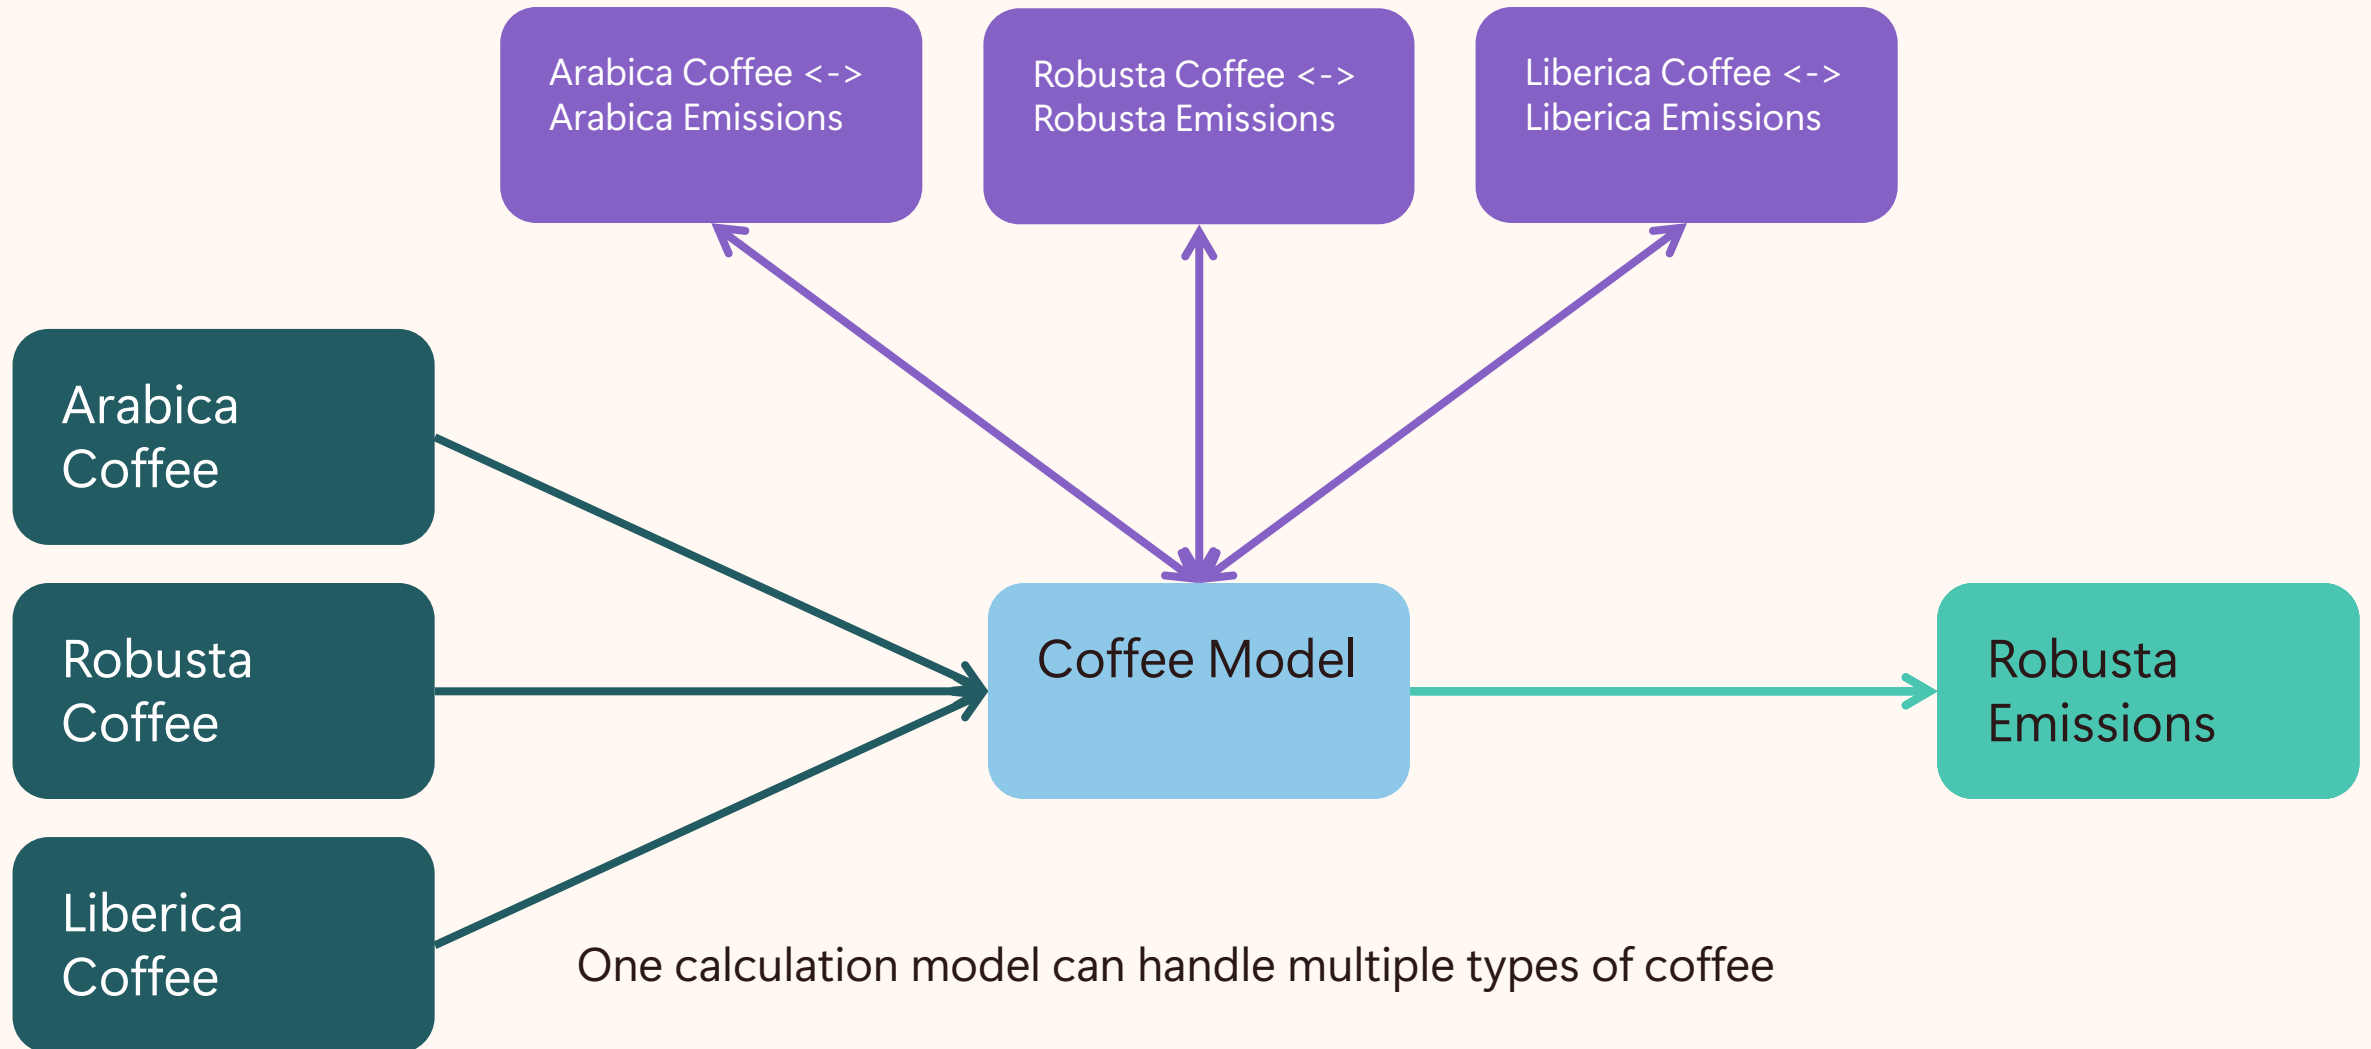 Arabica Coffee <->
Arabica Emissions
Robusta Coffee <->
Robusta Emissions
Liberica Coffee <->
Liberica Emissions
Arabica
Coffee
Robusta
Coffee
Liberica
Coffee
Coffee Model
Robusta
Emissions
One calculation model can handle multiple types of coffee